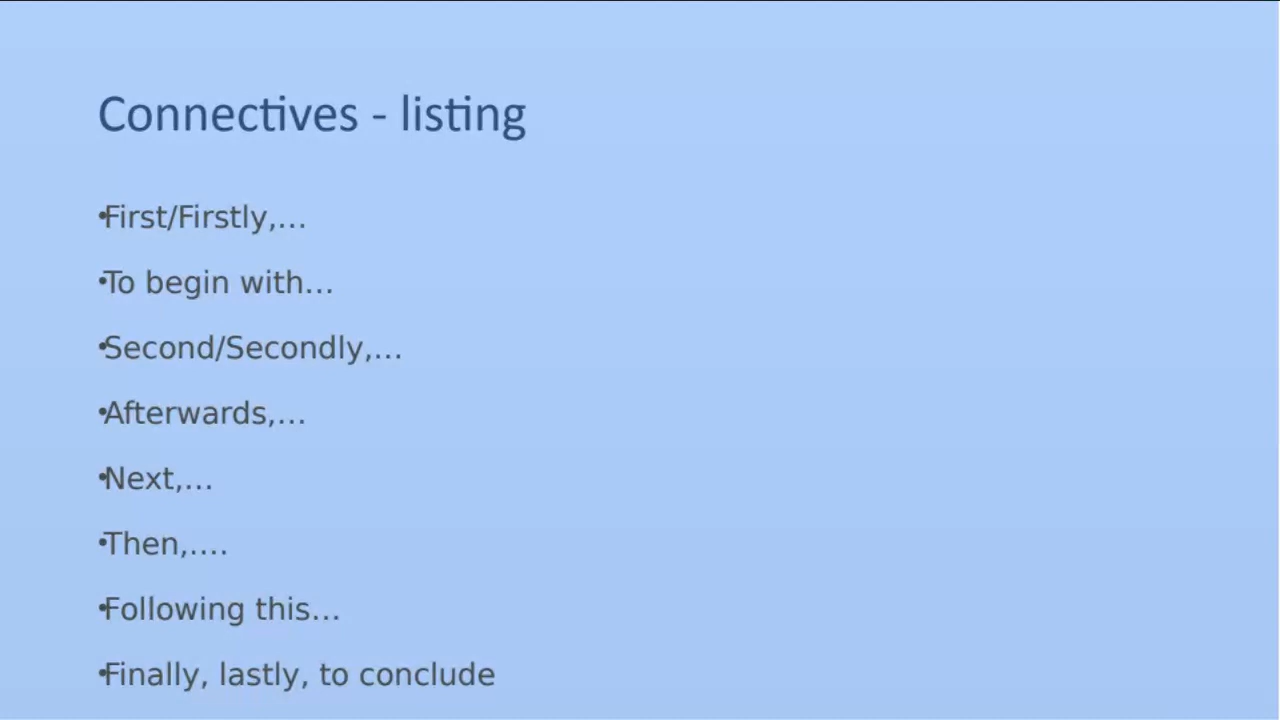 Connectives - listing
•First/Firstly,…
•To begin with…
•Second/Secondly,…
•Afterwards,…
•Next,…
•Then,….
•Following this…
•Finally, lastly, to conclude